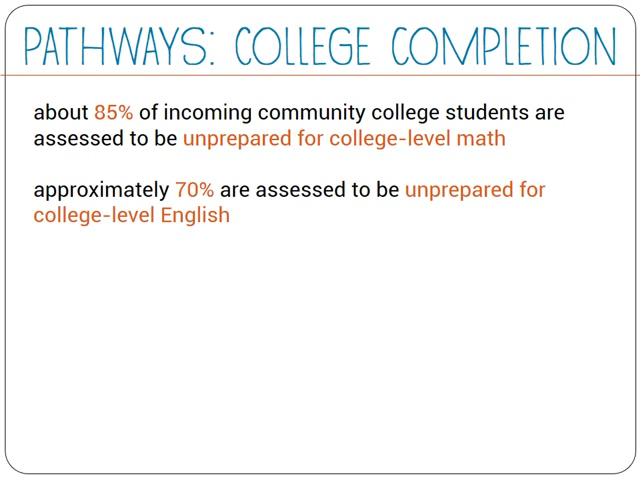 PATHWAYS: COLLEGE COMPLETION
about 85% of incoming community college students are
assessed to be unprepared for college-level math
approximately 70% are assessed to be unprepared for
college-level English